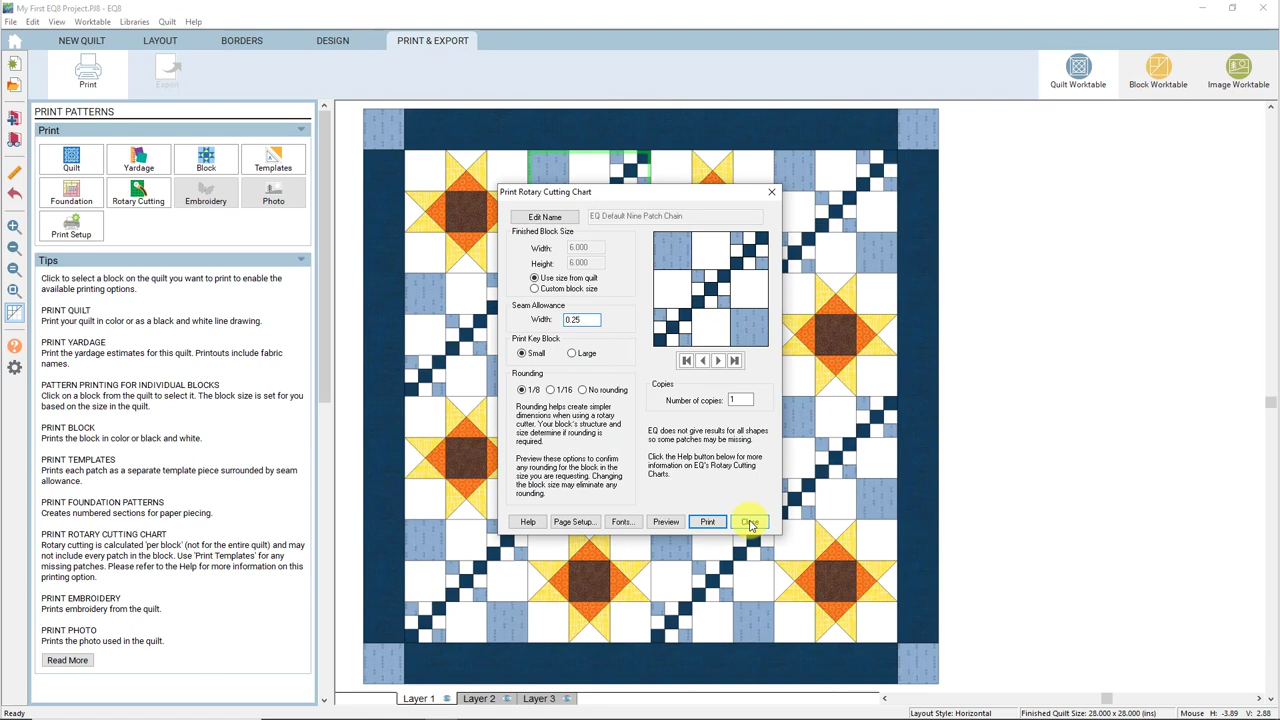 My First EQ8 Project.PJ8 - EQ8
File Edit View Worktable Libraries Quilt Help
NEW QUILT LAYOUT BORDERS DESIGN PRINT & EXPORT
Print Export
Quilt Worktable Block Worktable Image Worktable
PRINT PATTERNS
Print
Quilt Yardage Block Templates
Foundation Rotary Cutting Embroidery Photo
Print Setup
Tips
Click to select a block on the quilt you want to print to enable the
available printing options.
PRINT QUILT
Print your quilt in color or as a black and white line drawing.
PRINT YARDAGE
Print the yardage estimates for this quilt. Printouts include fabric
names.
PATTERN PRINTING FOR INDIVIDUAL BLOCKS
Click on a block from the quilt to select it. The block size is set for you
based on the size in the quilt.
PRINT BLOCK
Prints the block in color or black and white.
PRINT TEMPLATES
Prints each patch as a separate template piece surrounded by seam
allowance.
PRINT FOUNDATION PATTERNS
Creates numbered sections for paper piecing.
PRINT ROTARY CUTTING CHART
Rotary cutting is calculated 'per block' (not for the entire quilt) and may
not include every patch in the block. Use 'Print Templates' for any
missing patches. Please refer to the Help for more information on this
printing option.
PRINT EMBROIDERY
Prints embroidery from the quilt.
PRINT PHOTO
Prints the photo used in the quilt.
Read More
Print Rotary Cutting Chart
Edit Name EQ Default Nine Patch Chain
Finished Block Size
Width: 6.000
Height: 6.000
Use size from quilt
Custom block size
Seam Allowance
Width: 0.25
Print Key Block
Small Large
Rounding
1/8 1/16 No rounding
Rounding helps create simpler
dimensions when using a rotary
cutter. Your block's structure and
size determine if rounding is
required.
Preview these options to confirm
any rounding for the block in the
size you are requesting. Changing
the block size may eliminate any
rounding.
Copies
Number of copies: 1
EQ does not give results for all shapes
so some patches may be missing.
Click the Help button below for more
information on EQ's Rotary Cutting
Charts.
Help Page Setup... Fonts... Preview Print Close
Layer 1 Layer 2 Layer 3
Layout Style: Horizontal Finished Quilt Size: 28.000 x 28.000 (in) Mouse H: -3.89 V: 2.88